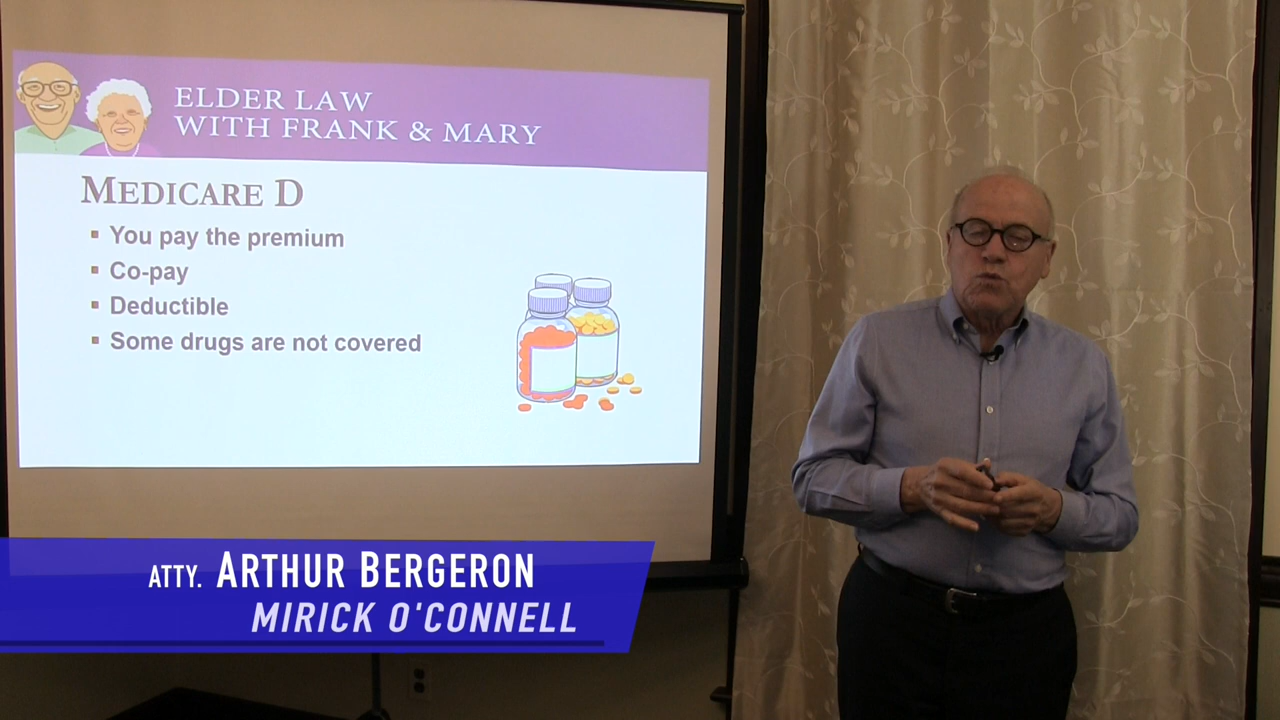 ELDER LAW
WITH FRANK & MARY
MEDICARE D
You pay the premium
Co-pay
Deductible
Some drugs are not covered
ATTY. ARTHUR BERGERON
MIRICK O'CONNELL